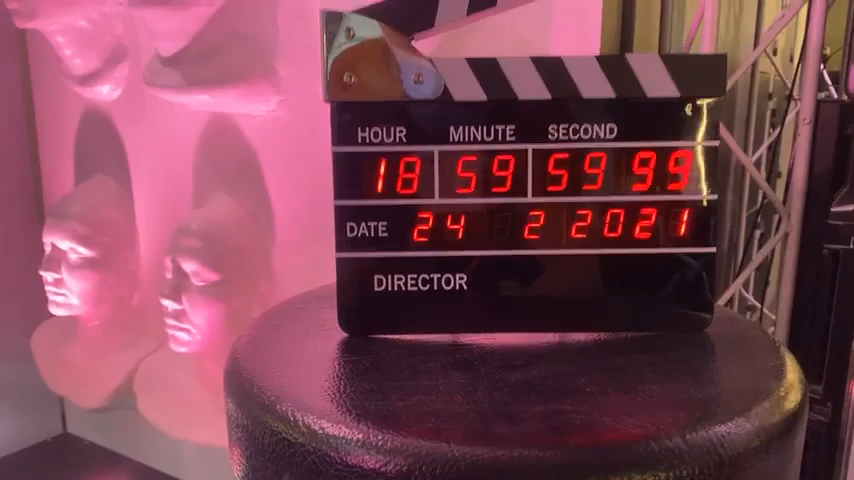 HOUR MINUTE SECOND
18 59 59 99
DATE 24 2 2021
DIRECTOR